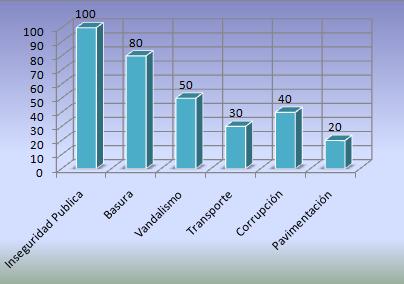 100
80
50
30
40
20
100
90
80
70
60
50
40
30
20
10
0
Inseguridad Publica
Basura
Vandalismo
Transporte
Corrupción
Pavimentación